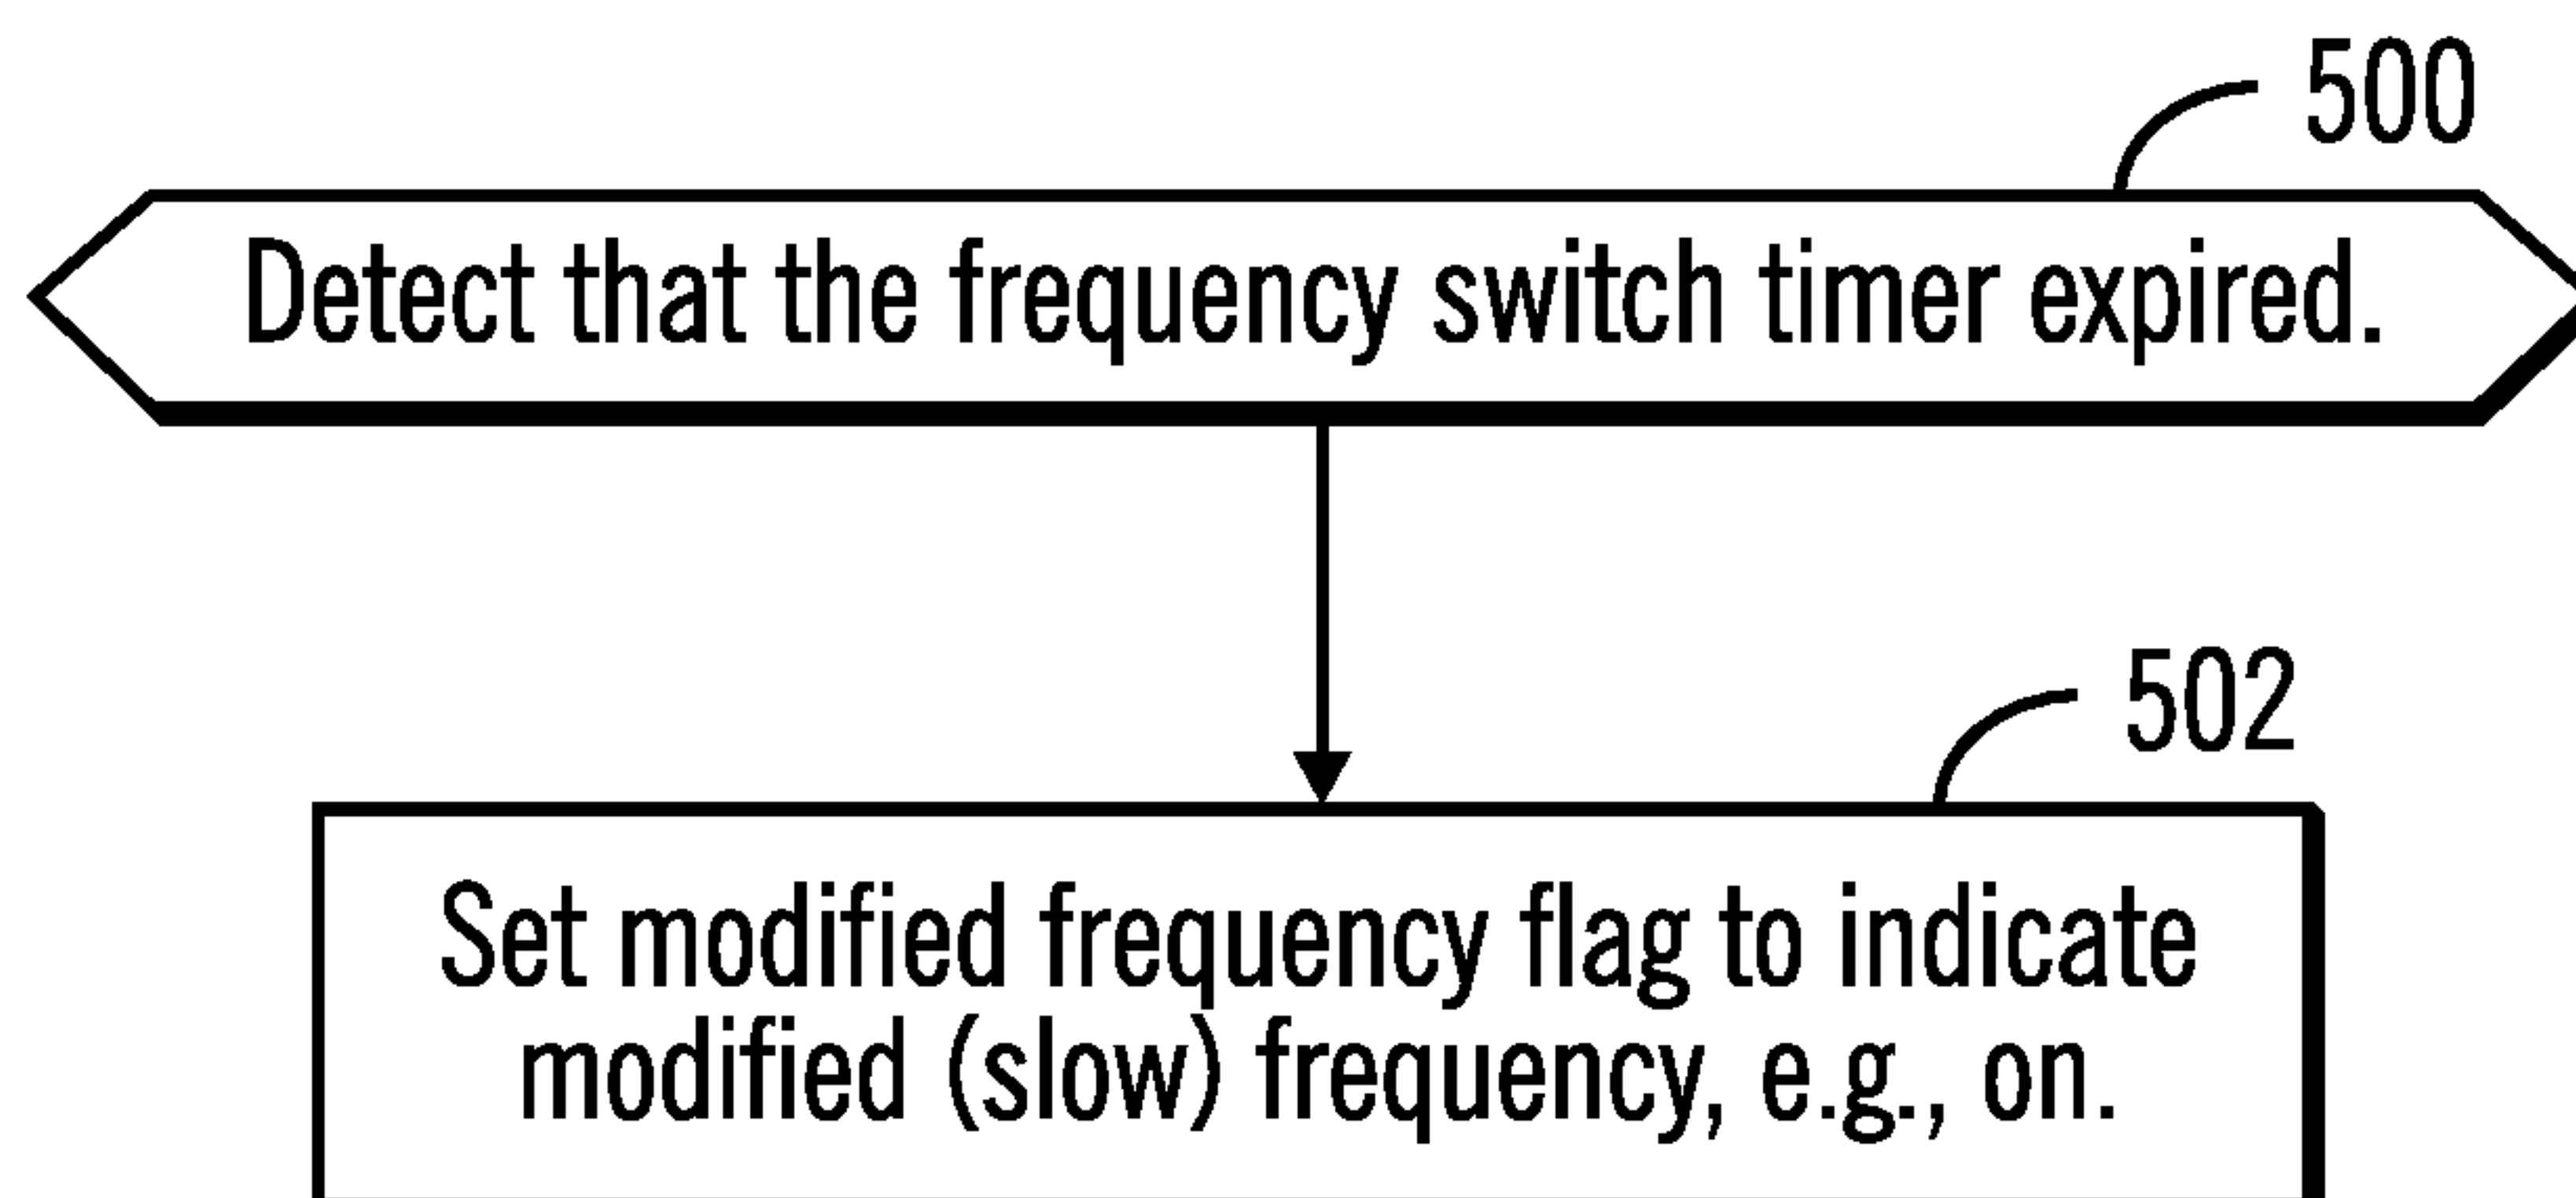 500
Detect that the frequency switch timer expired.
502
Set modified frequency flag to indicate
modified (slow) frequency, e.g., on.